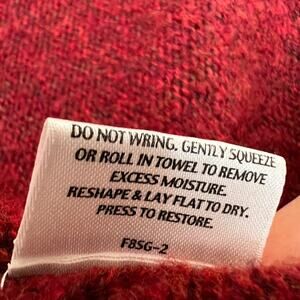 DO NOT WRING. GENTLY SQUEEZE
OR ROLL IN TOWEL TO REMOVE
EXCESS MOISTURE.
RESHAPE & LAY FLAT TO DRY.
PRESS TO RESTORE.
F8SG-2